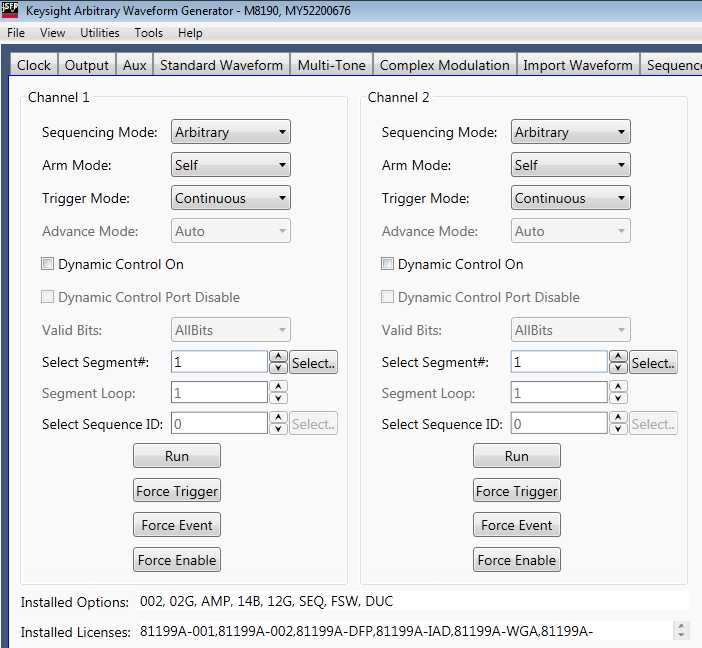 JSFP Keysight Arbitrary Waveform Generator - M8190, MY52200676
File View Utilities Tools Help
Clock Output Aux Standard Waveform Multi-Tone Complex Modulation Import Waveform Sequenc
Channel 1 Channel 2
Sequencing Mode: Arbitrary Sequencing Mode: Arbitrary
Arm Mode: Self Arm Mode: Self
Trigger Mode: Continuous Trigger Mode: Continuous
Advance Mode: Auto Advance Mode: Auto
Dynamic Control On Dynamic Control On
Dynamic Control Port Disable Dynamic Control Port Disable
Valid Bits: AllBits Valid Bits: AllBits
Select Segment#: 1 Select.. Select Segment#: 1 Select..
Segment Loop: 1 Segment Loop: 1
Select Sequence ID: 0 Select.. Select Sequence ID: 0 Select..
Run Run
Force Trigger Force Trigger
Force Event Force Event
Force Enable Force Enable
Installed Options: 002, 02G, AMP, 14B, 12G, SEQ, FSW, DUC
Installed Licenses: 81199A-001,81199A-002,81199A-DFP,81199A-IAD,81199A-WGA,81199A-